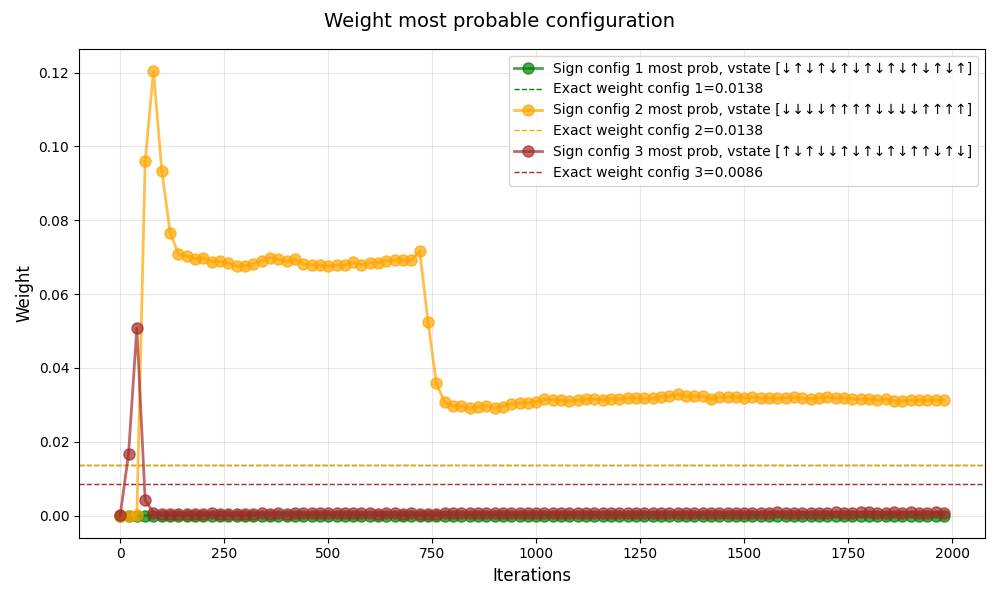 Weight most probable configuration
Weight
0.12
0.10
0.08
0.06
0.04
0.02
0.00
Sign config 1 most prob, vstate [↓↑↓↑↓↑↓↑↓↑↓↑↓↑↓↑]
Exact weight config 1=0.0138
Sign config 2 most prob, vstate [↓↓↓↓↑↑↑↑↓↓↓↓↑↑↑↑]
Exact weight config 2=0.0138
Sign config 3 most prob, vstate [↑↓↑↓↓↑↓↑↓↑↓↑↑↓↑↓]
Exact weight config 3=0.0086
0
250
500
750
1000
1250
1500
1750
2000
Iterations